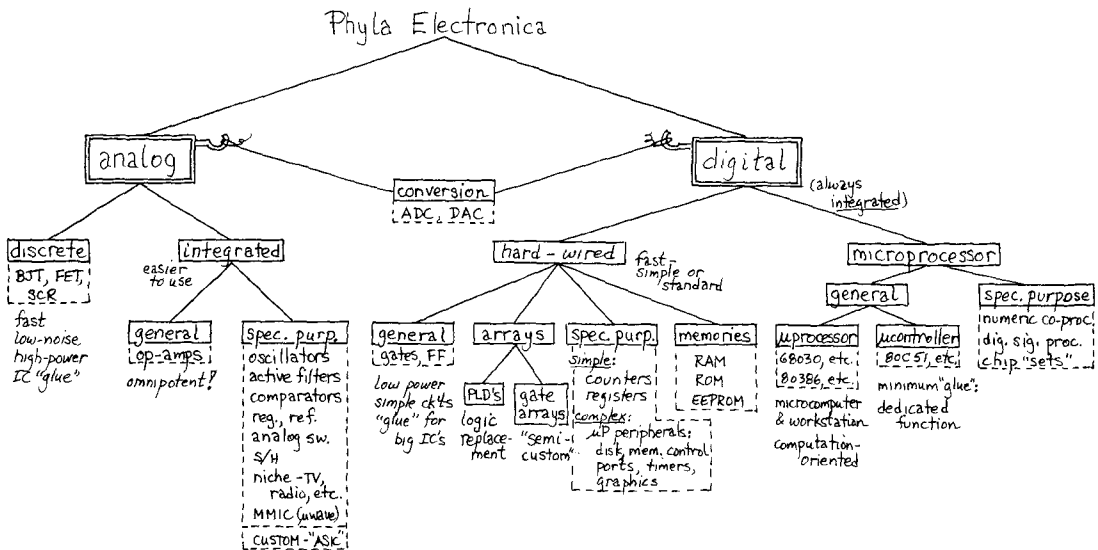 Phyla Electronica
analog
digital
conversion
ADC, DAC
(always
integrated)
discrete
BJT, FET,
SCR
fast
low-noise
high-power
IC "glue"
integrated
easier
to use
general
op-amps
omnipotent!
spec. purp.
oscillators
active filters
comparators
reg., ref.
analog sw.
S/H
niche - TV,
radio, etc.
MMIC (μwave)
CUSTOM - "ASIC"
hard-wired
fast-
simple or
standard
general
gates, FF
low power
simple ckts
"glue" for
big IC's
arrays
PLD's
logic
replace-
ment
gate
arrays
"semi-
custom"
spec. purp.
simple:
counters
registers
complex:
μP peripherals:
disk, mem. control
ports, timers,
graphics
memories
RAM
ROM
EEPROM
microprocessor
general
μprocessor
68030, etc.
80386, etc.
microcomputer
& workstation
computation-
oriented
μcontroller
80C51, etc.
minimum "glue";
dedicated
function
spec. purpose
numeric co-proc.
dig. sig. proc.
chip "sets"